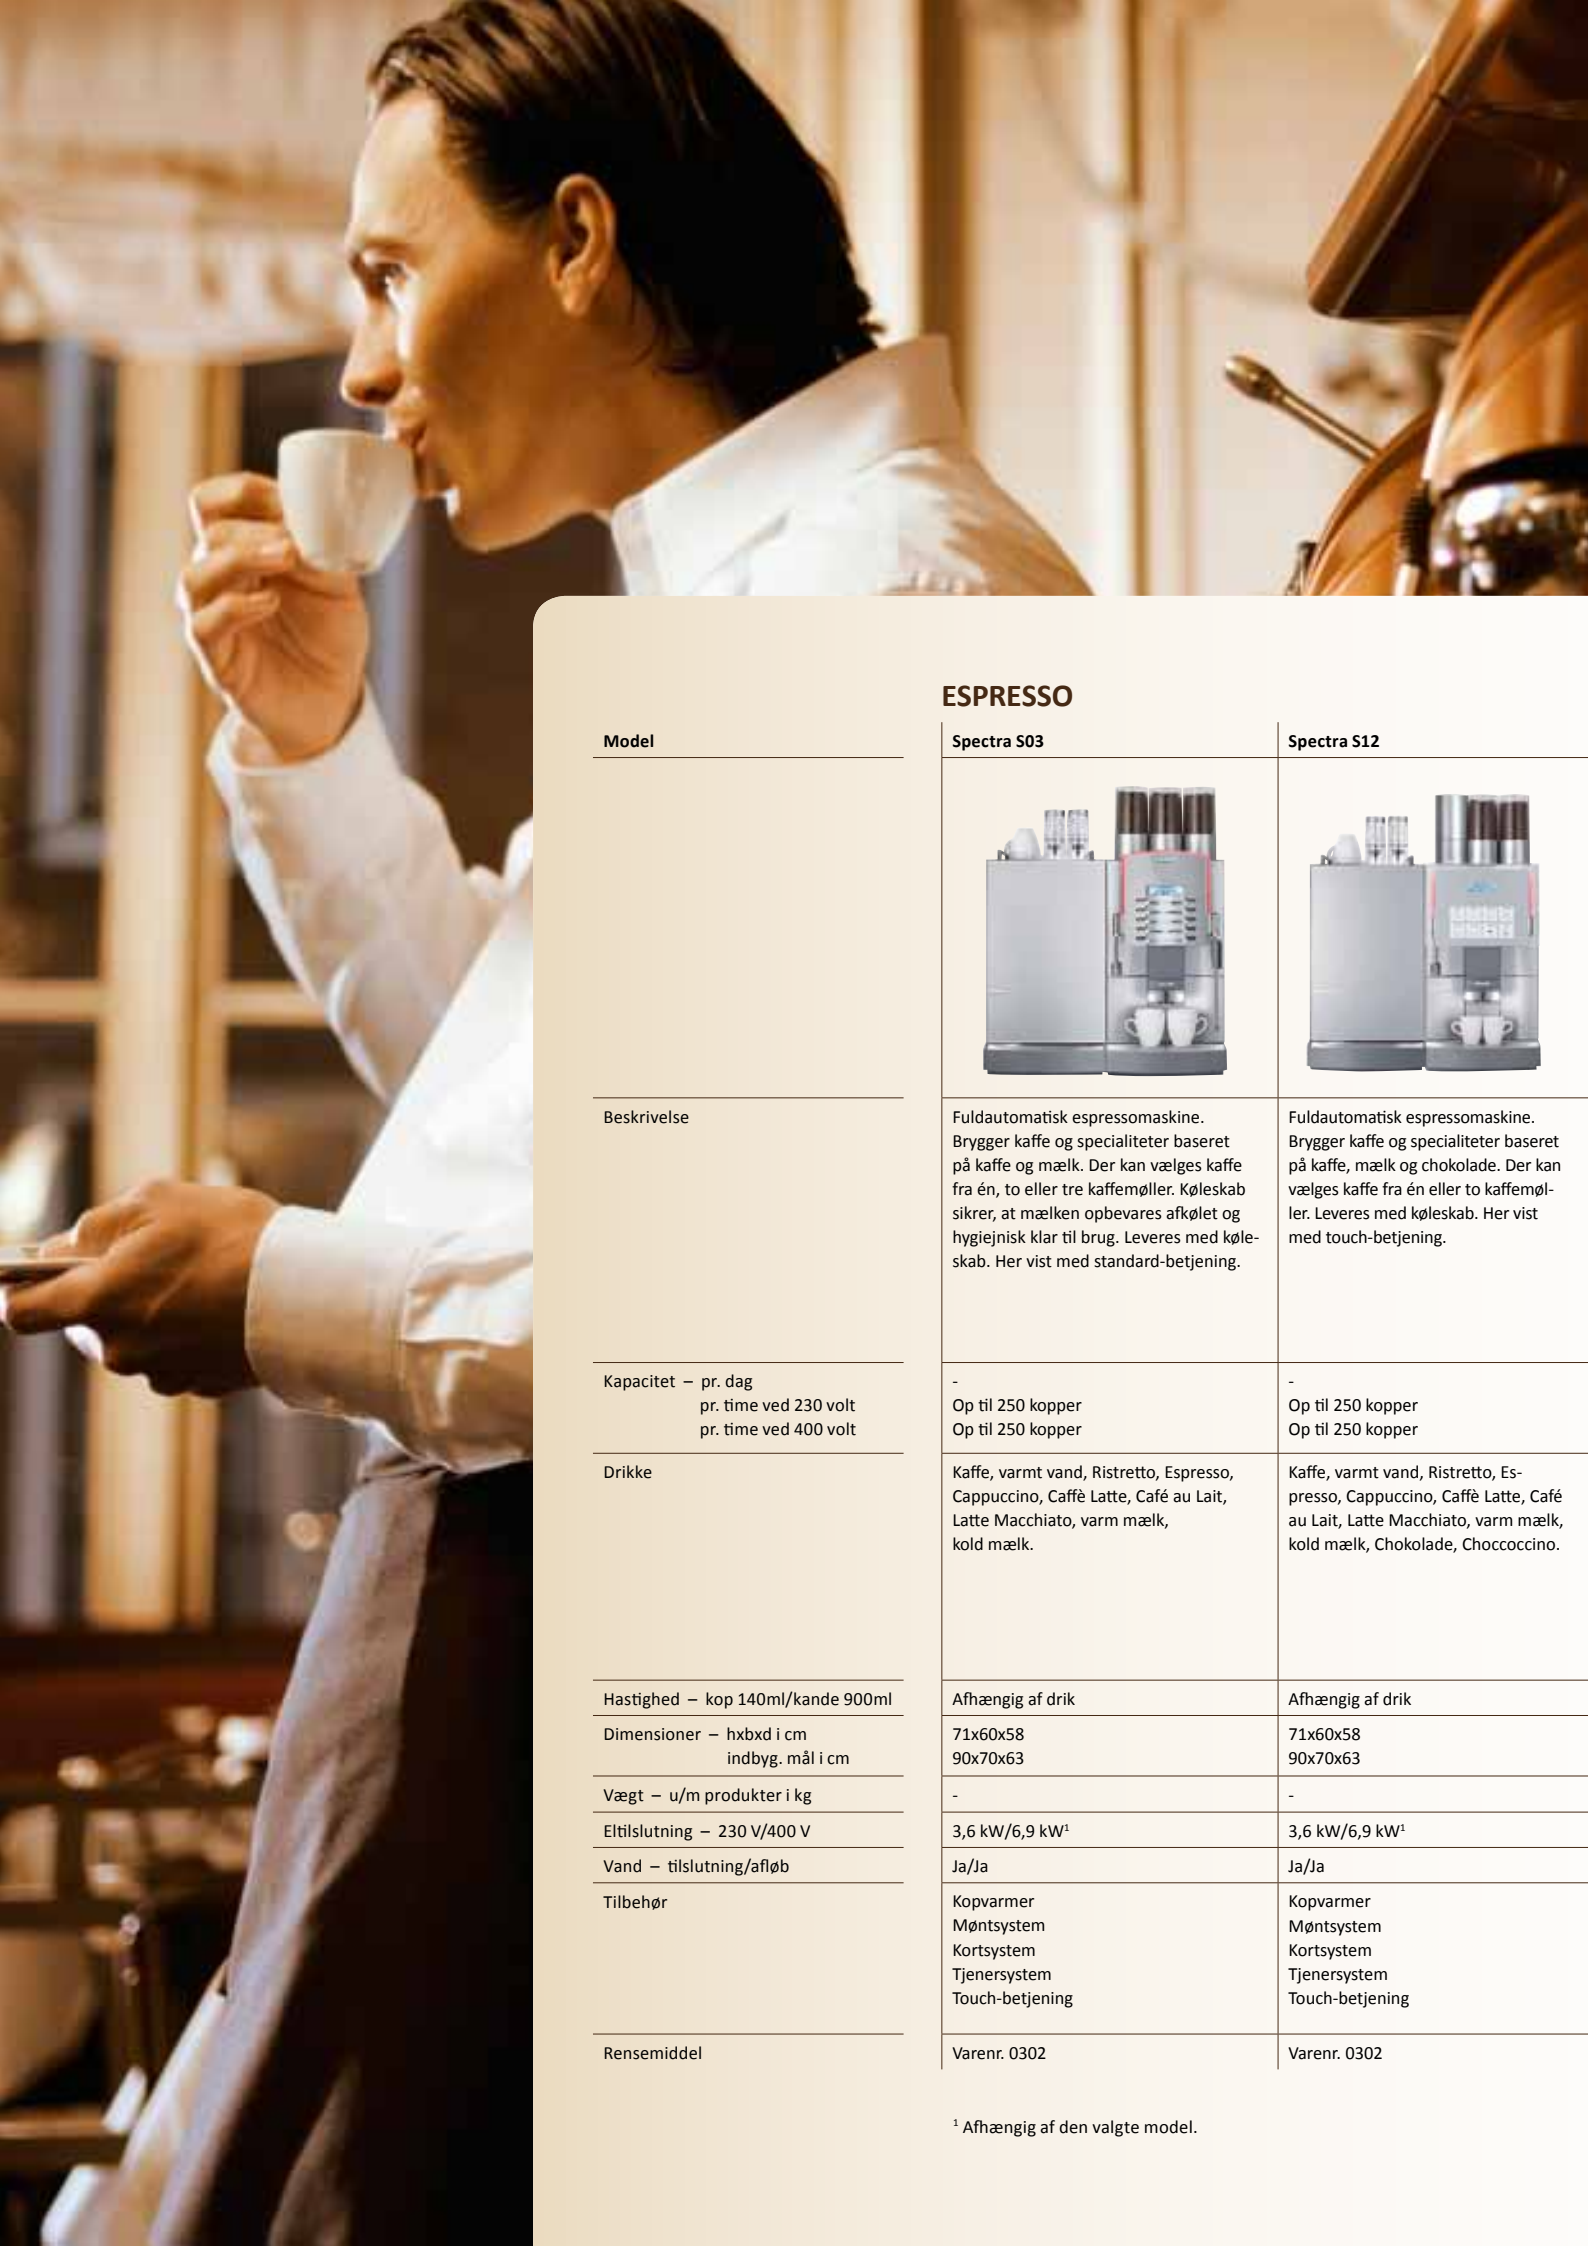 ESPRESSO
Model
Spectra S03
Spectra S12
Beskrivelse
Fuldautomatisk espressomaskine.
Brygger kaffe og specialiteter baseret
på kaffe og mælk. Der kan vælges kaffe
fra én, to eller tre kaffemøller. Køleskab
sikrer, at mælken opbevares afkølet og
hygiejnisk klar til brug. Leveres med køle-
skab. Her vist med standard-betjening.
Fuldautomatisk espressomaskine.
Brygger kaffe og specialiteter baseret
på kaffe, mælk og chokolade. Der kan
vælges kaffe fra én eller to kaffemøl-
ler. Leveres med køleskab. Her vist
med touch-betjening.
Kapacitet – pr. dag
pr. time ved 230 volt
pr. time ved 400 volt
-
Op til 250 kopper
Op til 250 kopper
-
Op til 250 kopper
Op til 250 kopper
Drikke
Kaffe, varmt vand, Ristretto, Espresso,
Cappuccino, Caffè Latte, Café au Lait,
Latte Macchiato, varm mælk,
kold mælk.
Kaffe, varmt vand, Ristretto, Es-
presso, Cappuccino, Caffè Latte, Café
au Lait, Latte Macchiato, varm mælk,
kold mælk, Chokolade, Choccoccino.
Hastighed – kop 140ml/kande 900ml
Afhængig af drik
Afhængig af drik
Dimensioner – hxbxd i cm
indbyg. mål i cm
71x60x58
90x70x63
71x60x58
90x70x63
Vægt – u/m produkter i kg
-
-
Eltilslutning – 230 V/400 V
3,6 kW/6,9 kW¹
3,6 kW/6,9 kW¹
Vand – tilslutning/afløb
Ja/Ja
Ja/Ja
Tilbehør
Kopvarmer
Møntsystem
Kortsystem
Tjenersystem
Touch-betjening
Kopvarmer
Møntsystem
Kortsystem
Tjenersystem
Touch-betjening
Rensemiddel
Varenr. 0302
Varenr. 0302
¹ Afhængig af den valgte model.